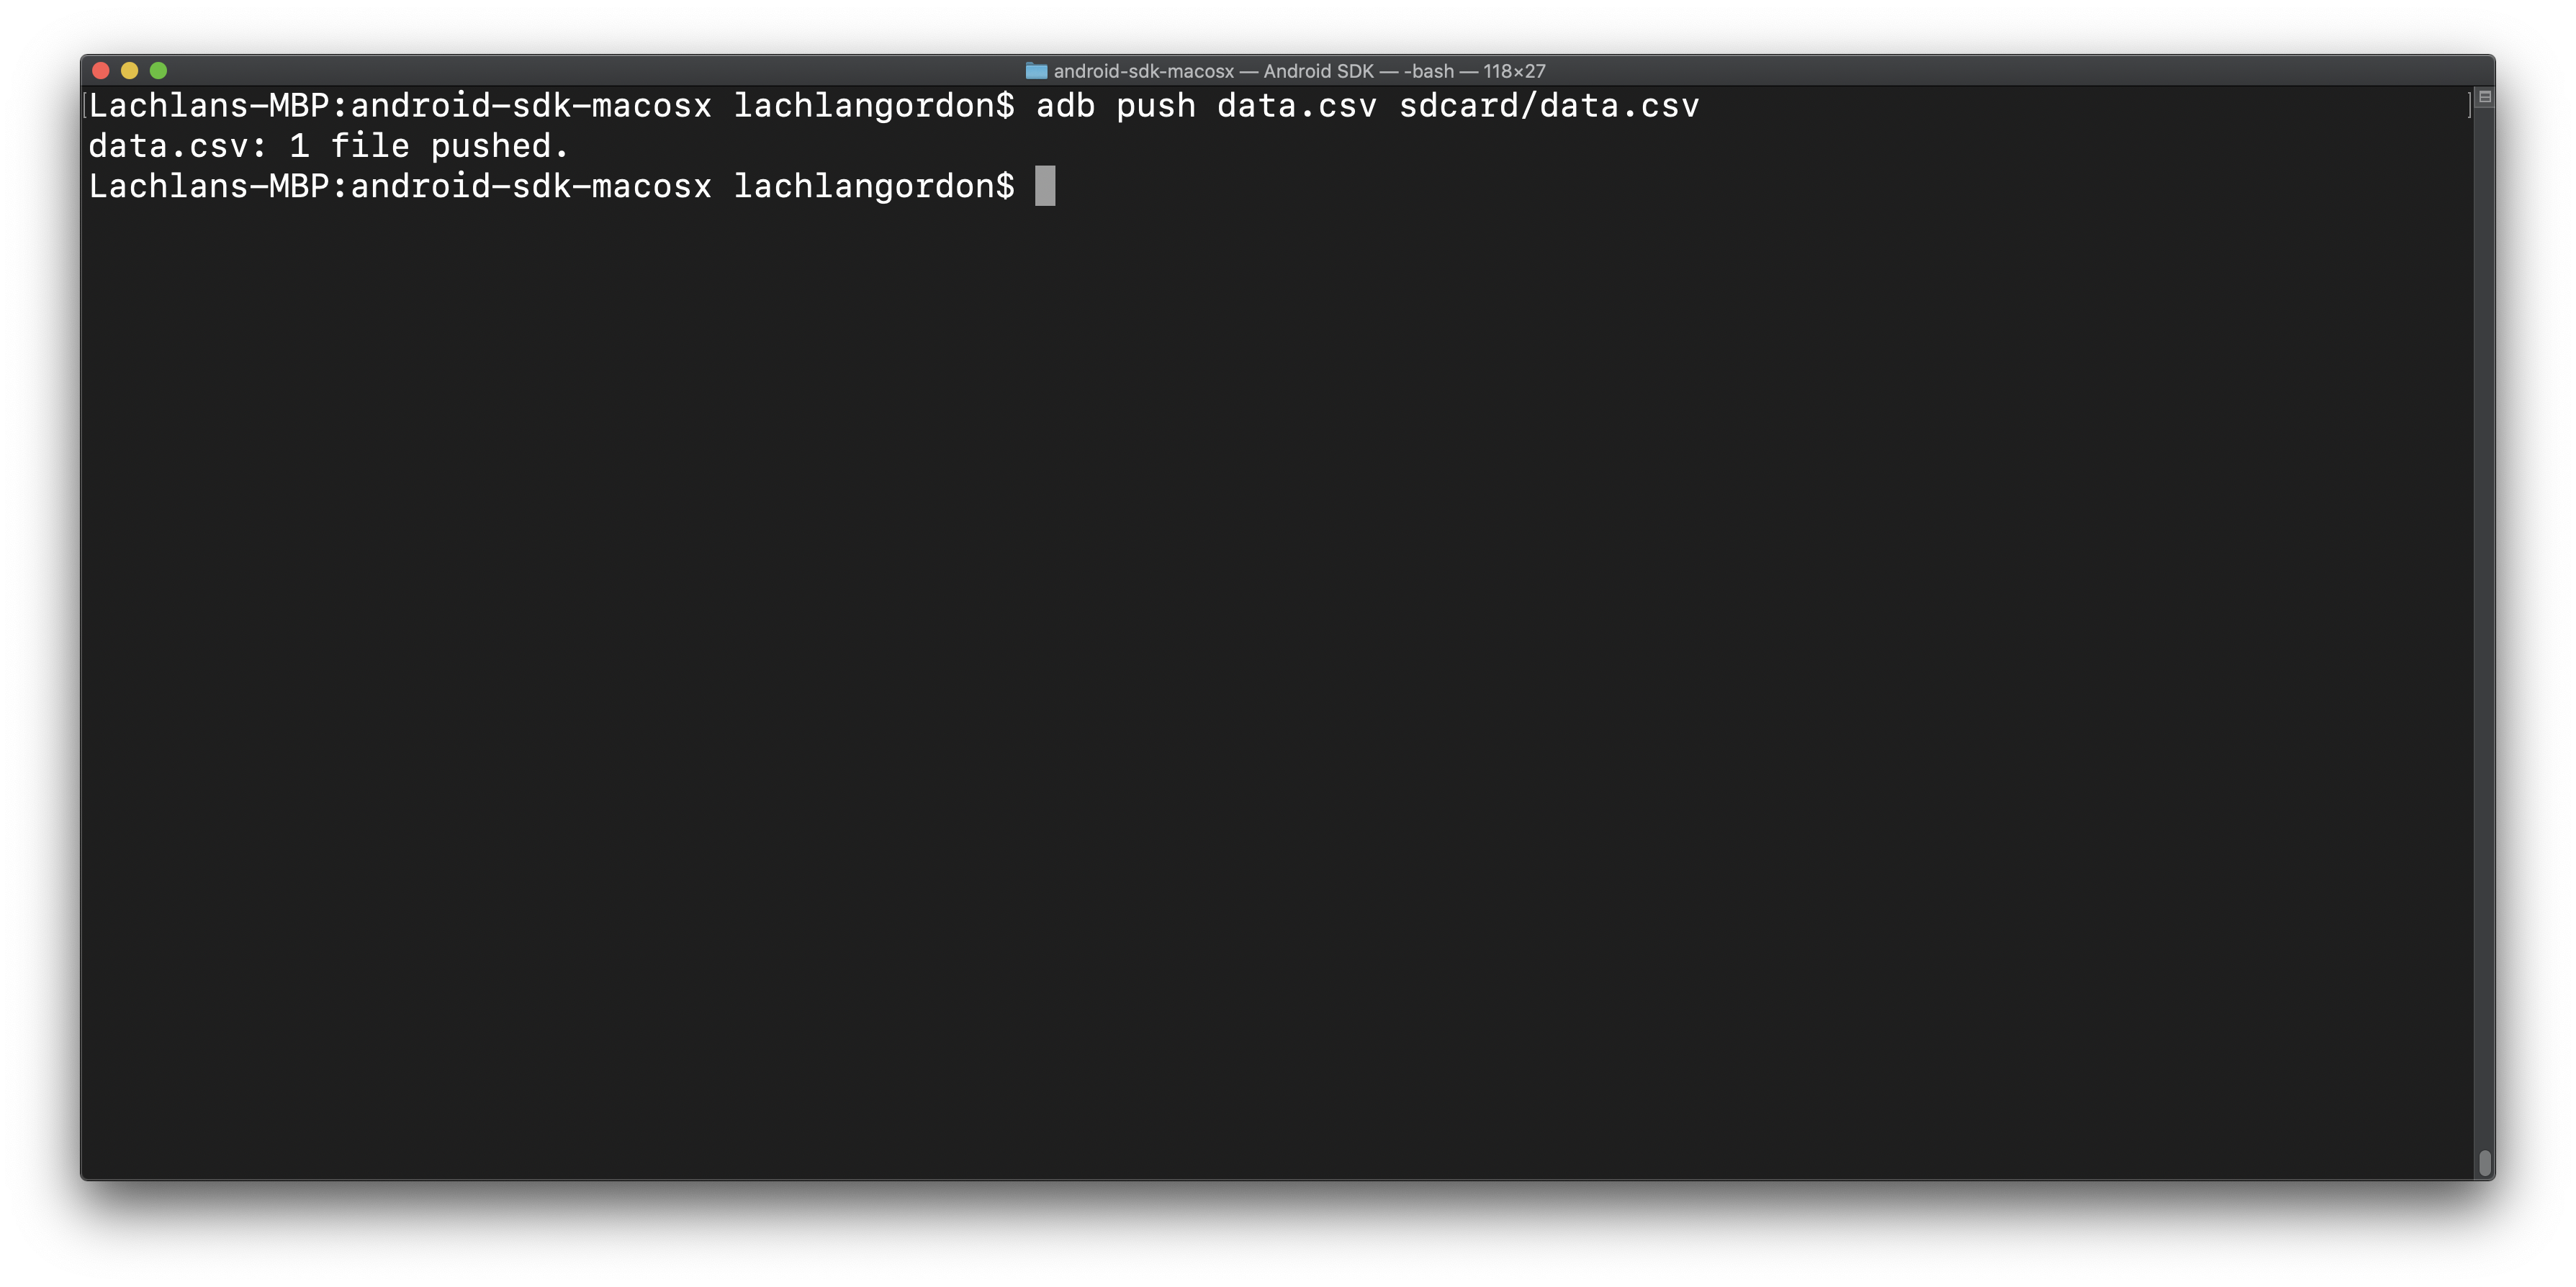 android-sdk-macosx — Android SDK — -bash — 118×27
[Lachlans-MBP:android-sdk-macosx lachlangordon$ adb push data.csv sdcard/data.csv ]
data.csv: 1 file pushed.
Lachlans-MBP:android-sdk-macosx lachlangordon$